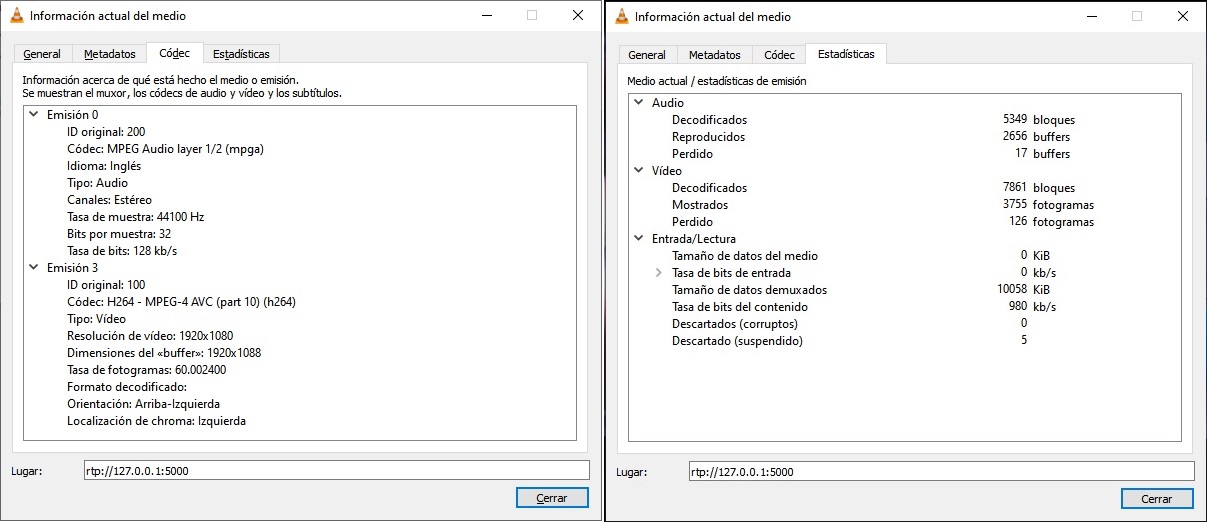 Información actual del medio
General Metadatos Códec Estadísticas
Información acerca de qué está hecho el medio o emisión.
Se muestran el muxor, los códecs de audio y vídeo y los subtítulos.
Emisión 0
ID original: 200
Códec: MPEG Audio layer 1/2 (mpga)
Idioma: Inglés
Tipo: Audio
Canales: Estéreo
Tasa de muestra: 44100 Hz
Bits por muestra: 32
Tasa de bits: 128 kb/s
Emisión 3
ID original: 100
Códec: H264 - MPEG-4 AVC (part 10) (h264)
Tipo: Vídeo
Resolución de vídeo: 1920x1080
Dimensiones del «buffer»: 1920x1088
Tasa de fotogramas: 60.002400
Formato decodificado:
Orientación: Arriba-Izquierda
Localización de chroma: Izquierda
Lugar: rtp://127.0.0.1:5000
Cerrar
Información actual del medio
General Metadatos Códec Estadísticas
Medio actual / estadísticas de emisión
Audio
Decodificados 5349 bloques
Reproducidos 2656 buffers
Perdido 17 buffers
Vídeo
Decodificados 7861 bloques
Mostrados 3755 fotogramas
Perdido 126 fotogramas
Entrada/Lectura
Tamaño de datos del medio 0 KiB
Tasa de bits de entrada 0 kb/s
Tamaño de datos demuxados 10058 KiB
Tasa de bits del contenido 980 kb/s
Descartados (corruptos) 0
Descartado (suspendido) 5
Lugar: rtp://127.0.0.1:5000
Cerrar